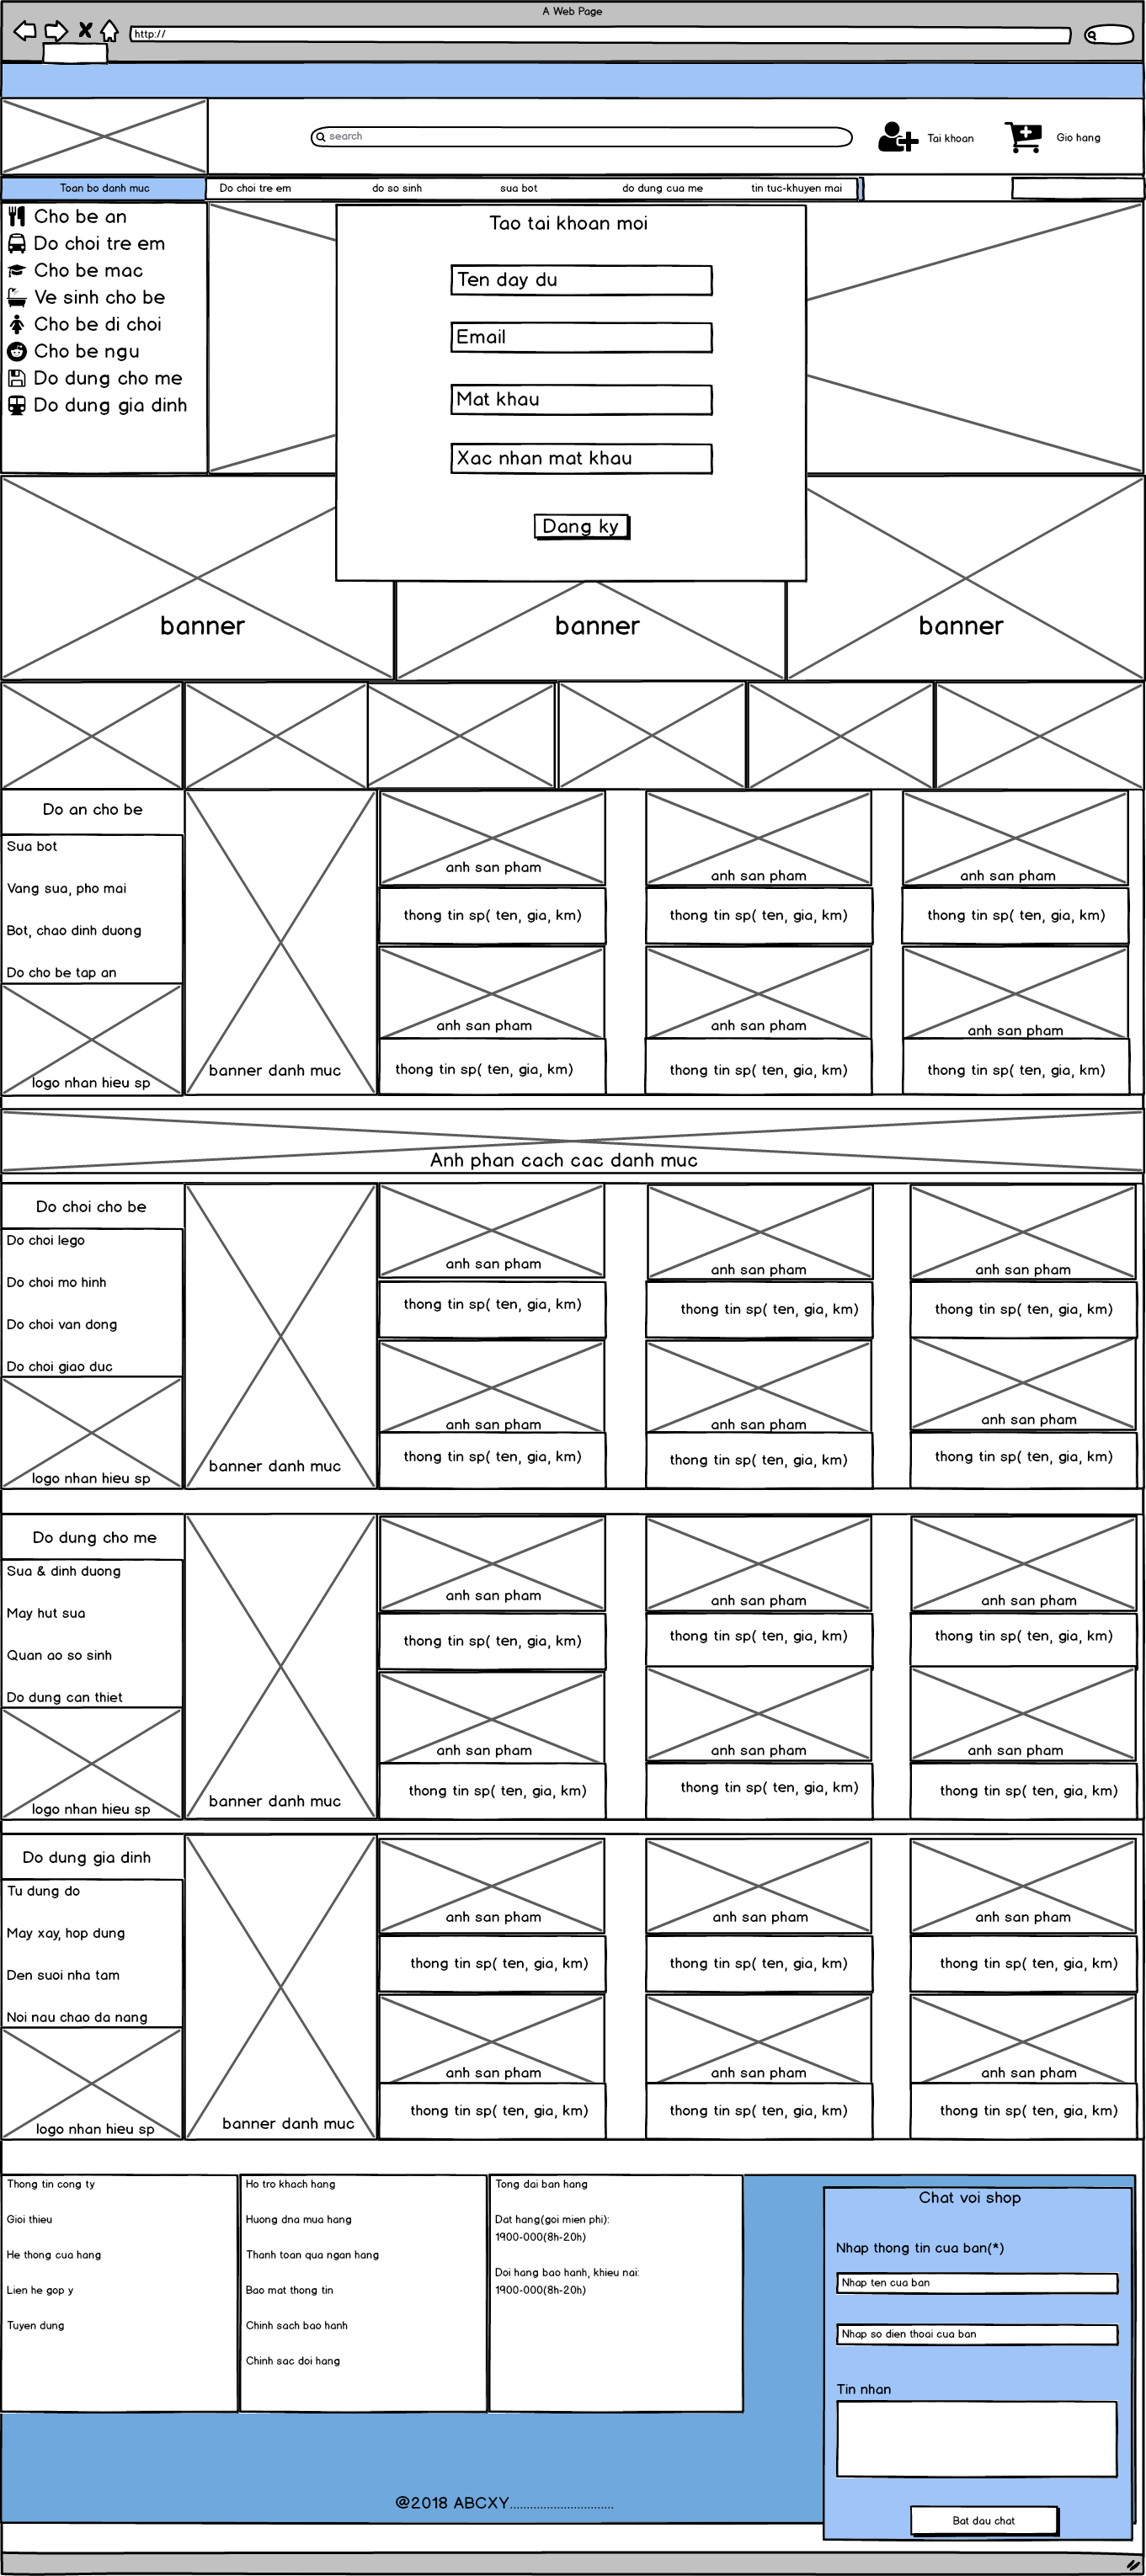 A Web Page
http://
search
Tai khoan
Gio hang
Toan bo danh muc
Do choi tre em
do so sinh
sua bot
do dung cua me
tin tuc-khuyen mai
Cho be an
Do choi tre em
Cho be mac
Ve sinh cho be
Cho be di choi
Cho be ngu
Do dung cho me
Do dung gia dinh
Tao tai khoan moi
Ten day du
Email
Mat khau
Xac nhan mat khau
Dang ky
banner
banner
banner
Do an cho be
Sua bot
Vang sua, pho mai
Bot, chao dinh duong
Do cho be tap an
logo nhan hieu sp
banner danh muc
anh san pham
anh san pham
anh san pham
thong tin sp( ten, gia, km)
thong tin sp( ten, gia, km)
thong tin sp( ten, gia, km)
anh san pham
anh san pham
anh san pham
thong tin sp( ten, gia, km)
thong tin sp( ten, gia, km)
thong tin sp( ten, gia, km)
Anh phan cach cac danh muc
Do choi cho be
Do choi lego
Do choi mo hinh
Do choi van dong
Do choi giao duc
logo nhan hieu sp
banner danh muc
anh san pham
anh san pham
anh san pham
thong tin sp( ten, gia, km)
thong tin sp( ten, gia, km)
thong tin sp( ten, gia, km)
anh san pham
anh san pham
anh san pham
thong tin sp( ten, gia, km)
thong tin sp( ten, gia, km)
thong tin sp( ten, gia, km)
Do dung cho me
Sua & dinh duong
May hut sua
Quan ao so sinh
Do dung can thiet
logo nhan hieu sp
banner danh muc
anh san pham
anh san pham
anh san pham
thong tin sp( ten, gia, km)
thong tin sp( ten, gia, km)
thong tin sp( ten, gia, km)
anh san pham
anh san pham
anh san pham
thong tin sp( ten, gia, km)
thong tin sp( ten, gia, km)
thong tin sp( ten, gia, km)
Do dung gia dinh
Tu dung do
May xay, hop dung
Den suoi nha tam
Noi nau chao da nang
logo nhan hieu sp
banner danh muc
anh san pham
anh san pham
anh san pham
thong tin sp( ten, gia, km)
thong tin sp( ten, gia, km)
thong tin sp( ten, gia, km)
anh san pham
anh san pham
anh san pham
thong tin sp( ten, gia, km)
thong tin sp( ten, gia, km)
thong tin sp( ten, gia, km)
Thong tin cong ty
Gioi thieu
He thong cua hang
Lien he gop y
Tuyen dung
Ho tro khach hang
Huong dna mua hang
Thanh toan qua ngan hang
Bao mat thong tin
Chinh sach bao hanh
Chinh sac doi hang
Tong dai ban hang
Dat hang(goi mien phi):
1900-000(8h-20h)
Doi hang bao hanh, khieu nai:
1900-000(8h-20h)
Chat voi shop
Nhap thong tin cua ban(*)
Nhap ten cua ban
Nhap so dien thoai cua ban
Tin nhan
Bat dau chat
@2018 ABCXY...............................